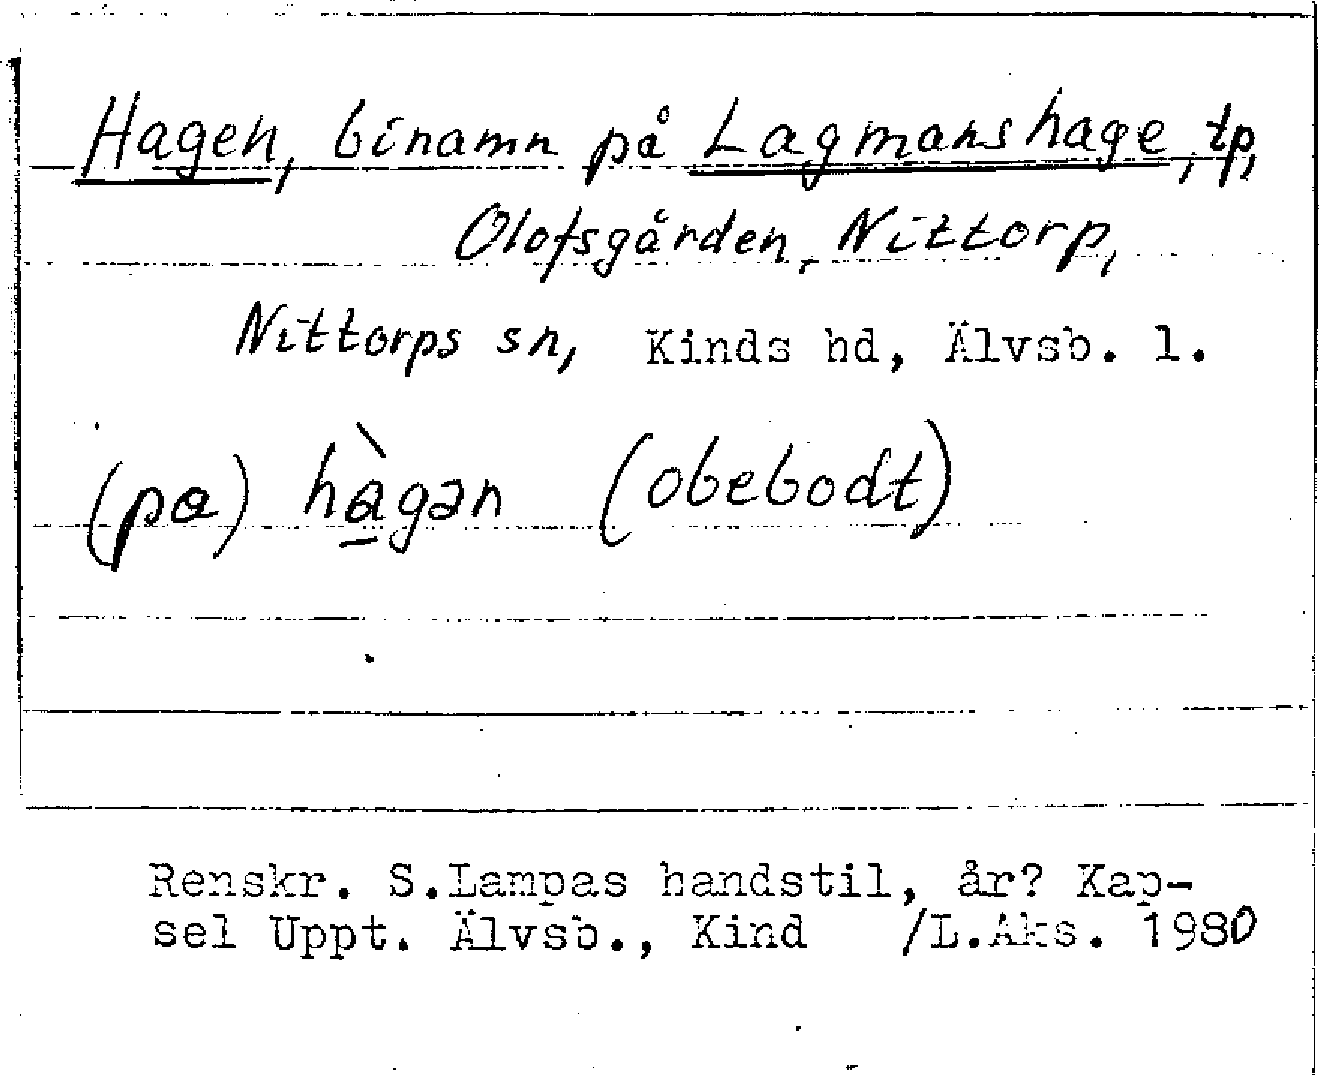 Hagen, binamn på Lagmanshage, tp,
Olofsgården, Nittorp,
Nittorps sn, Kinds hd, Älvsb. l.
(pa) hàgən (obebodt)
Renskr. S.Lampas handstil, år? Kap-
sel Uppt. Älvsb., Kind /L.Aks. 1980